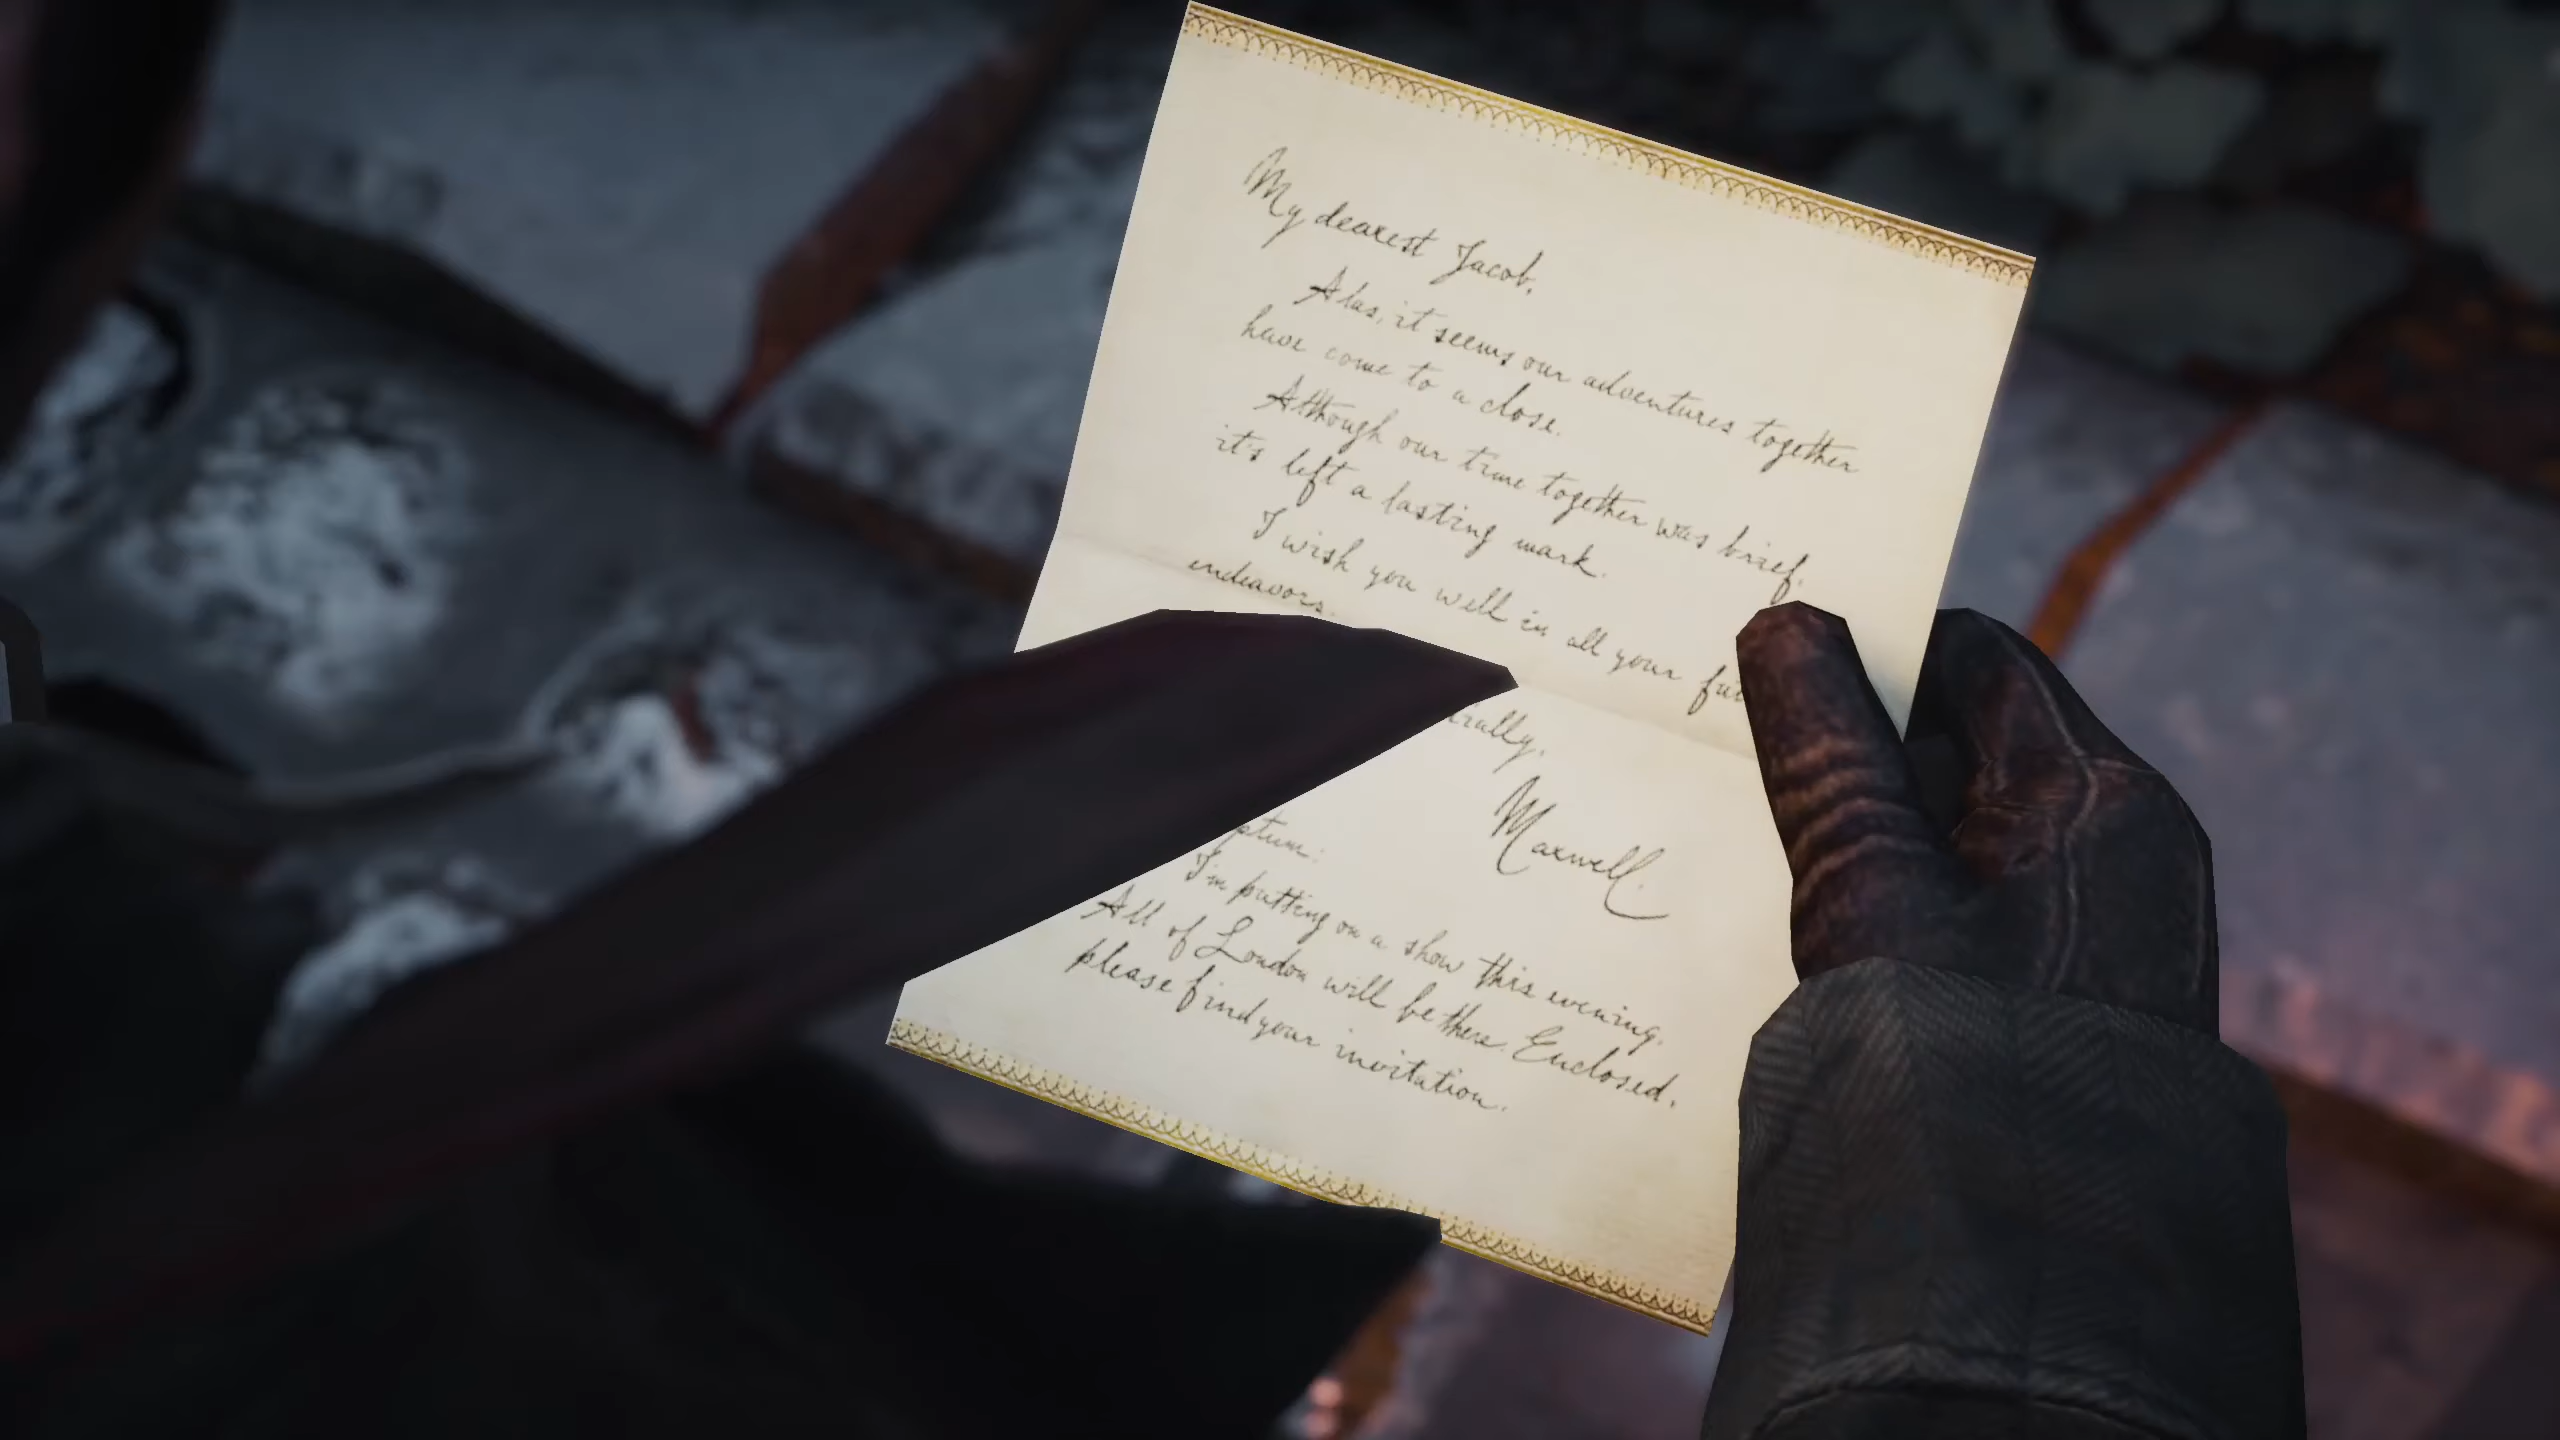 My dearest Jacob,
Alas, it seems our adventures together
have come to a close.
Although our time together was brief,
it's left a lasting mark.
I wish you well in all your
endeavors.
Maxwell.
I'm putting on a show this evening.
All of London will be there. Enclosed,
please find your invitation.